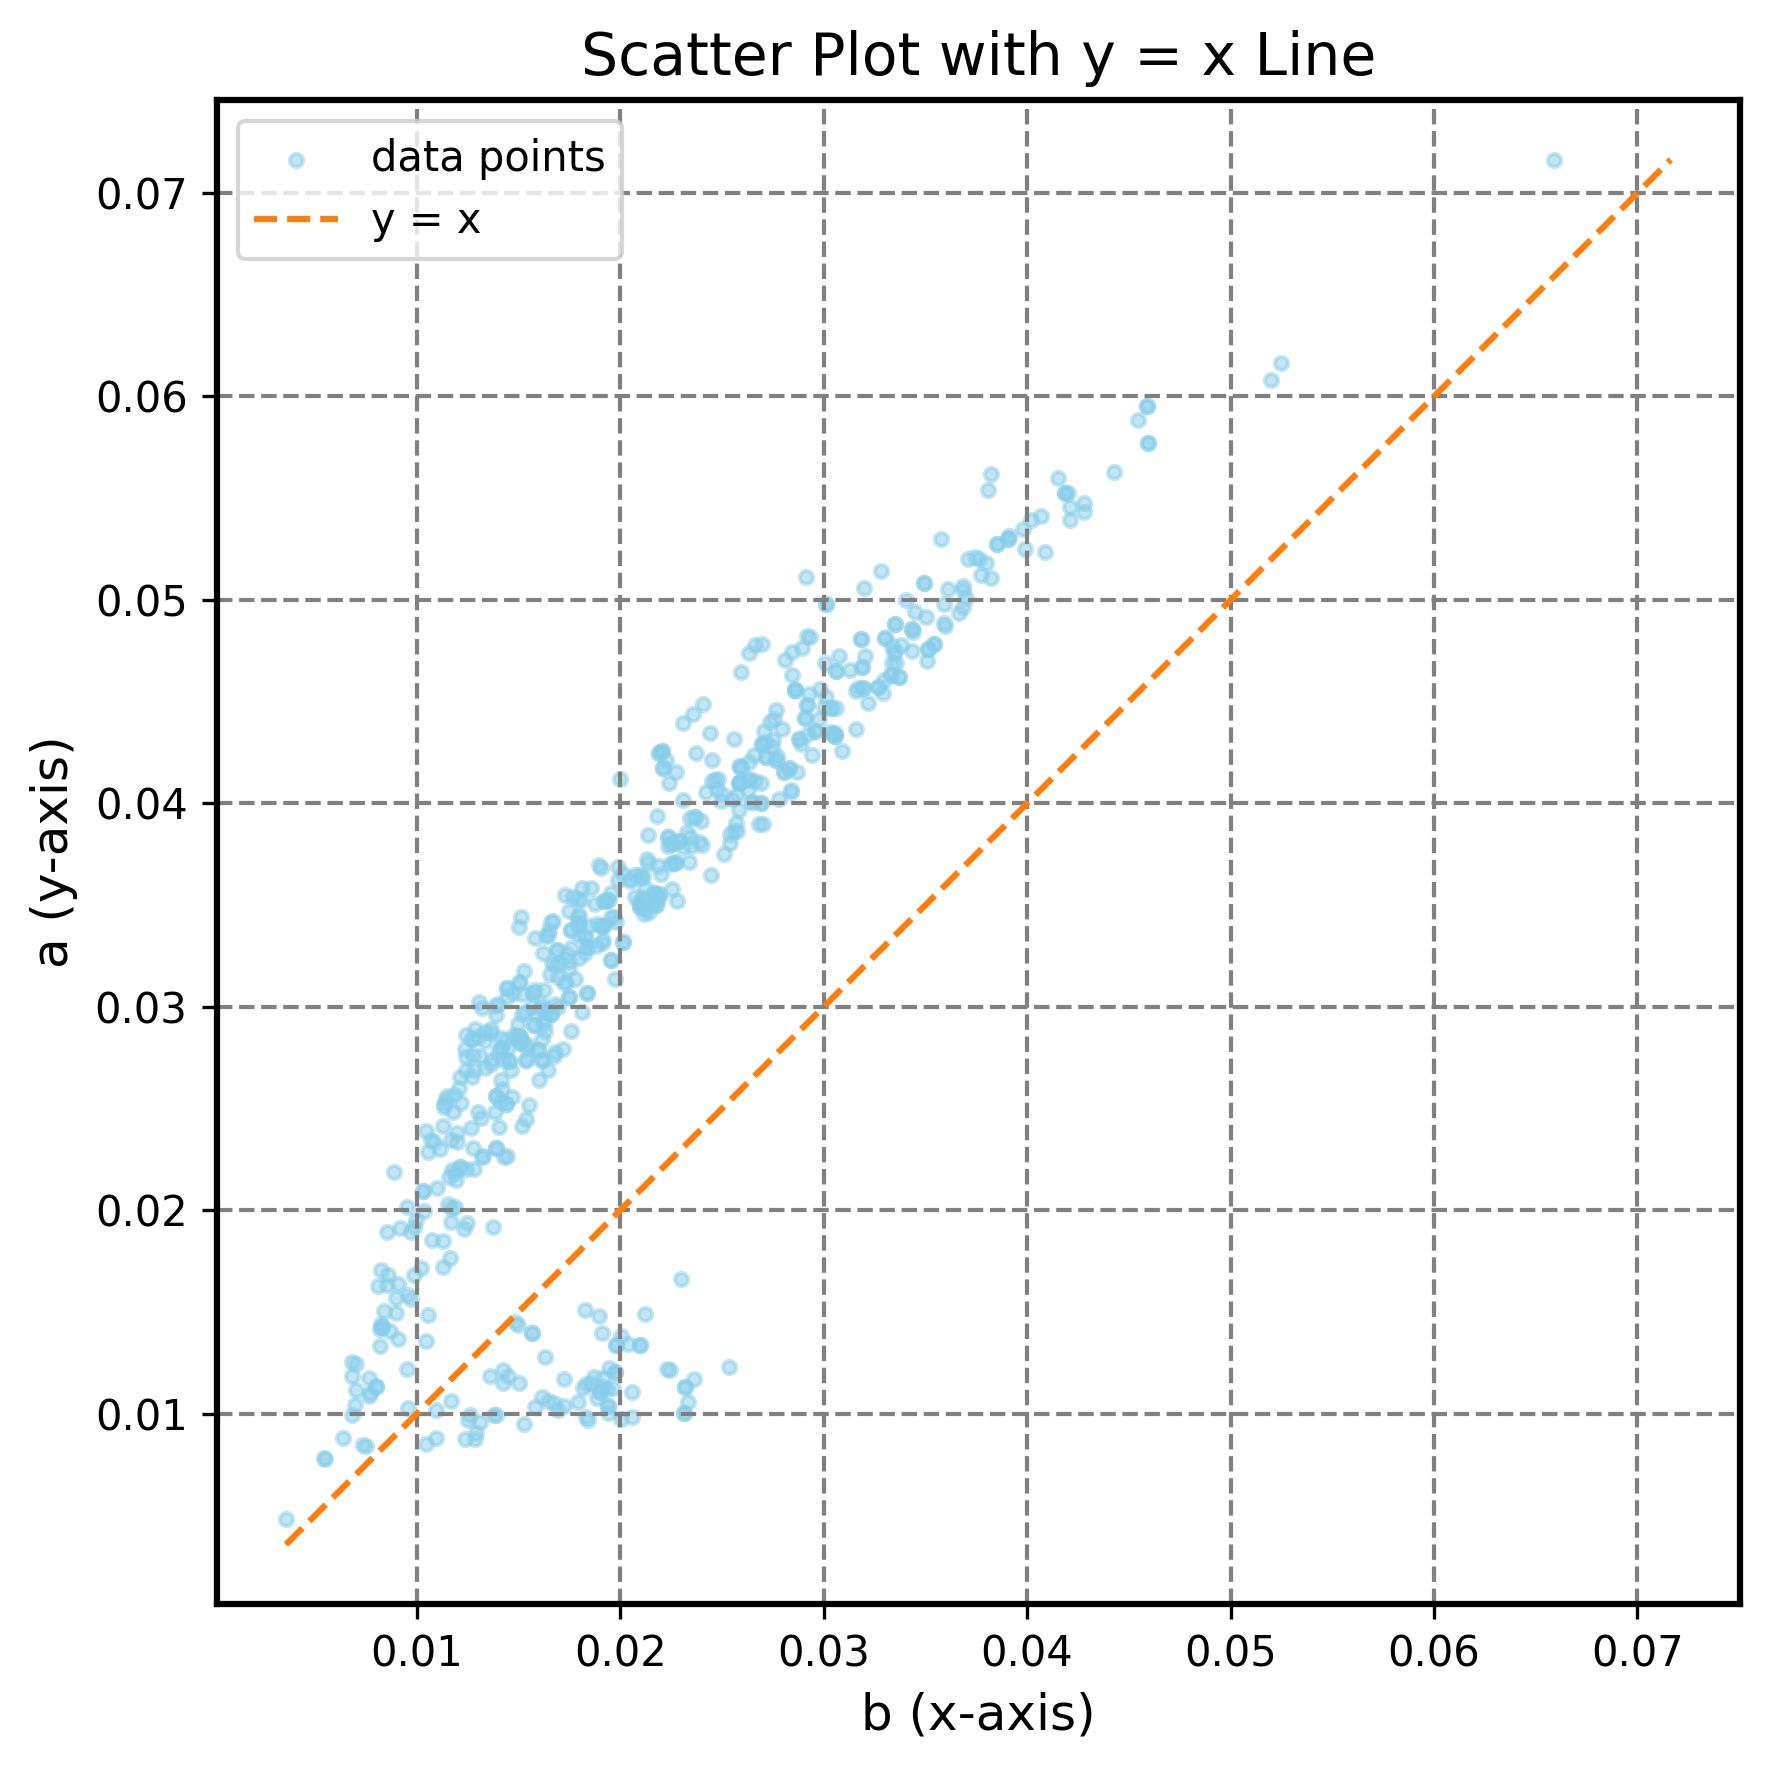 Scatter Plot with y = x Line
data points
y = x
0.07
0.06
0.05
0.04
0.03
0.02
0.01
a (y-axis)
0.01 0.02 0.03 0.04 0.05 0.06 0.07
b (x-axis)